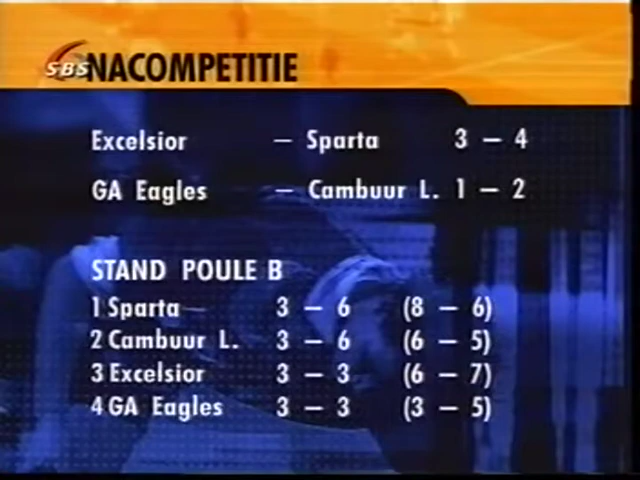 SBS6 NACOMPETITIE
Excelsior – Sparta 3 – 4
GA Eagles – Cambuur L. 1 – 2
STAND POULE B
1 Sparta 3 – 6 (8 – 6)
2 Cambuur L. 3 – 6 (6 – 5)
3 Excelsior 3 – 3 (6 – 7)
4 GA Eagles 3 – 3 (3 – 5)